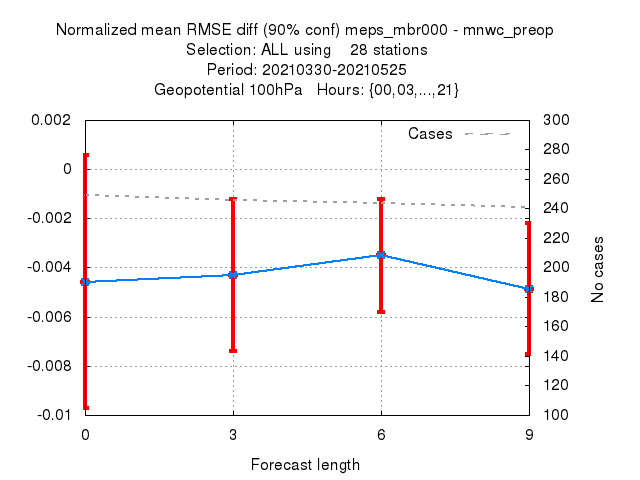 Normalized mean RMSE diff (90% conf) meps_mbr000 - mnwc_preop
Selection: ALL using    28 stations
Period: 20210330-20210525
Geopotential 100hPa   Hours: {00,03,...,21}
Cases
0.002
0
-0.002
-0.004
-0.006
-0.008
-0.01
300
280
260
240
220
200
180
160
140
120
100
No cases
0 3 6 9
Forecast length